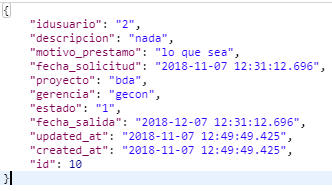 {
"idusuario": "2",
"descripcion": "nada",
"motivo_prestamo": "lo que sea",
"fecha_solicitud": "2018-11-07 12:31:12.696",
"proyecto": "bda",
"gerencia": "gecon",
"estado": "1",
"fecha_salida": "2018-12-07 12:31:12.696",
"updated_at": "2018-11-07 12:49:49.425",
"created_at": "2018-11-07 12:49:49.425",
"id": 10
}